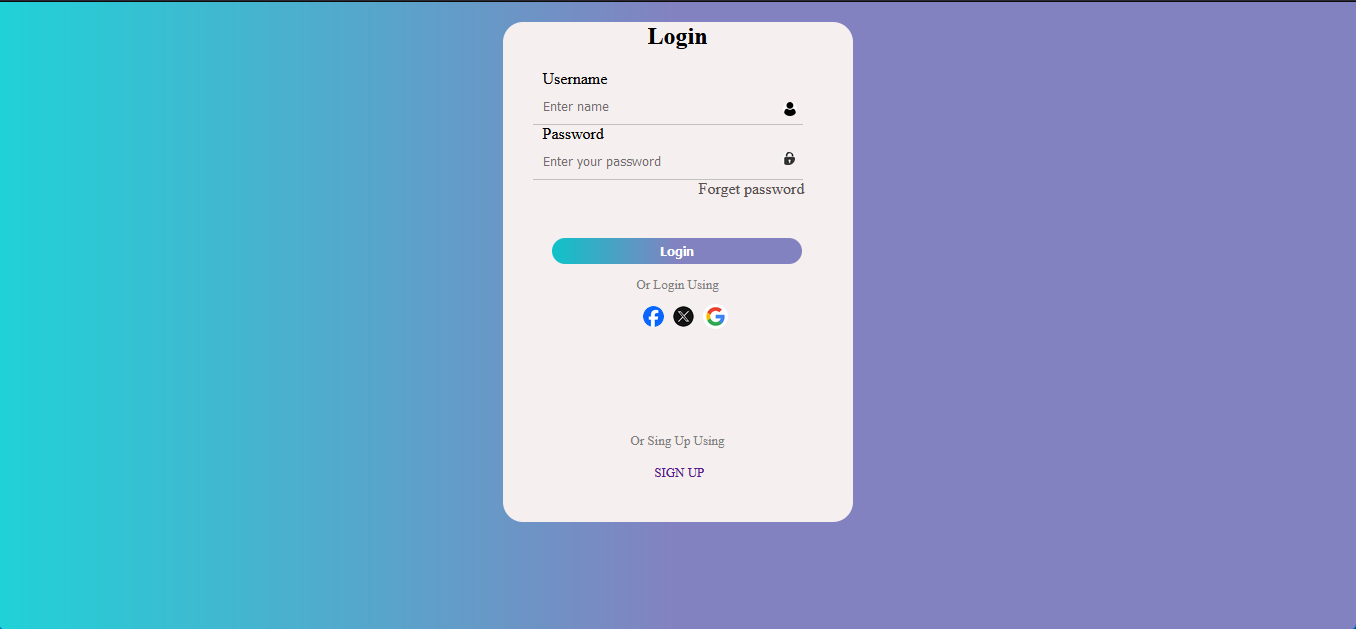 Login
Username
Enter name
Password
Enter your password
Forget password
Login
Or Login Using
Or Sing Up Using
SIGN UP